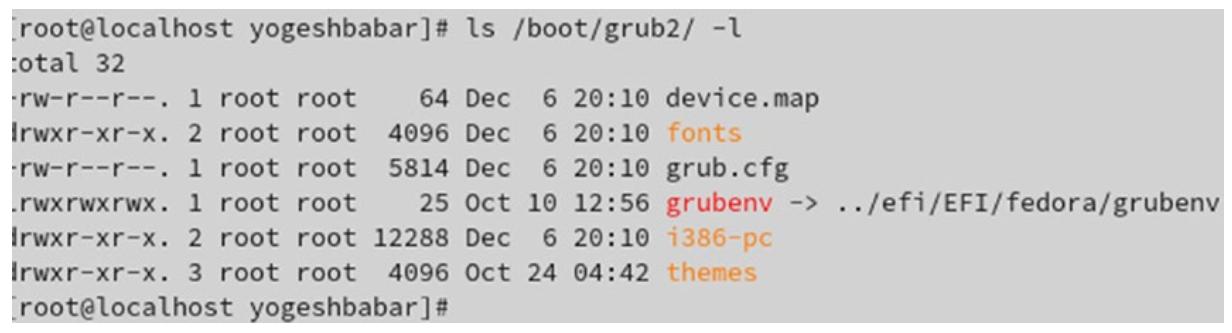 [root@localhost yogeshbabar]# ls /boot/grub2/ -l
total 32
-rw-r--r--. 1 root root    64 Dec  6 20:10 device.map
drwxr-xr-x. 2 root root  4096 Dec  6 20:10 fonts
-rw-r--r--. 1 root root  5814 Dec  6 20:10 grub.cfg
lrwxrwxrwx. 1 root root    25 Oct 10 12:56 grubenv -> ../efi/EFI/fedora/grubenv
drwxr-xr-x. 2 root root 12288 Dec  6 20:10 i386-pc
drwxr-xr-x. 3 root root  4096 Oct 24 04:42 themes
[root@localhost yogeshbabar]#